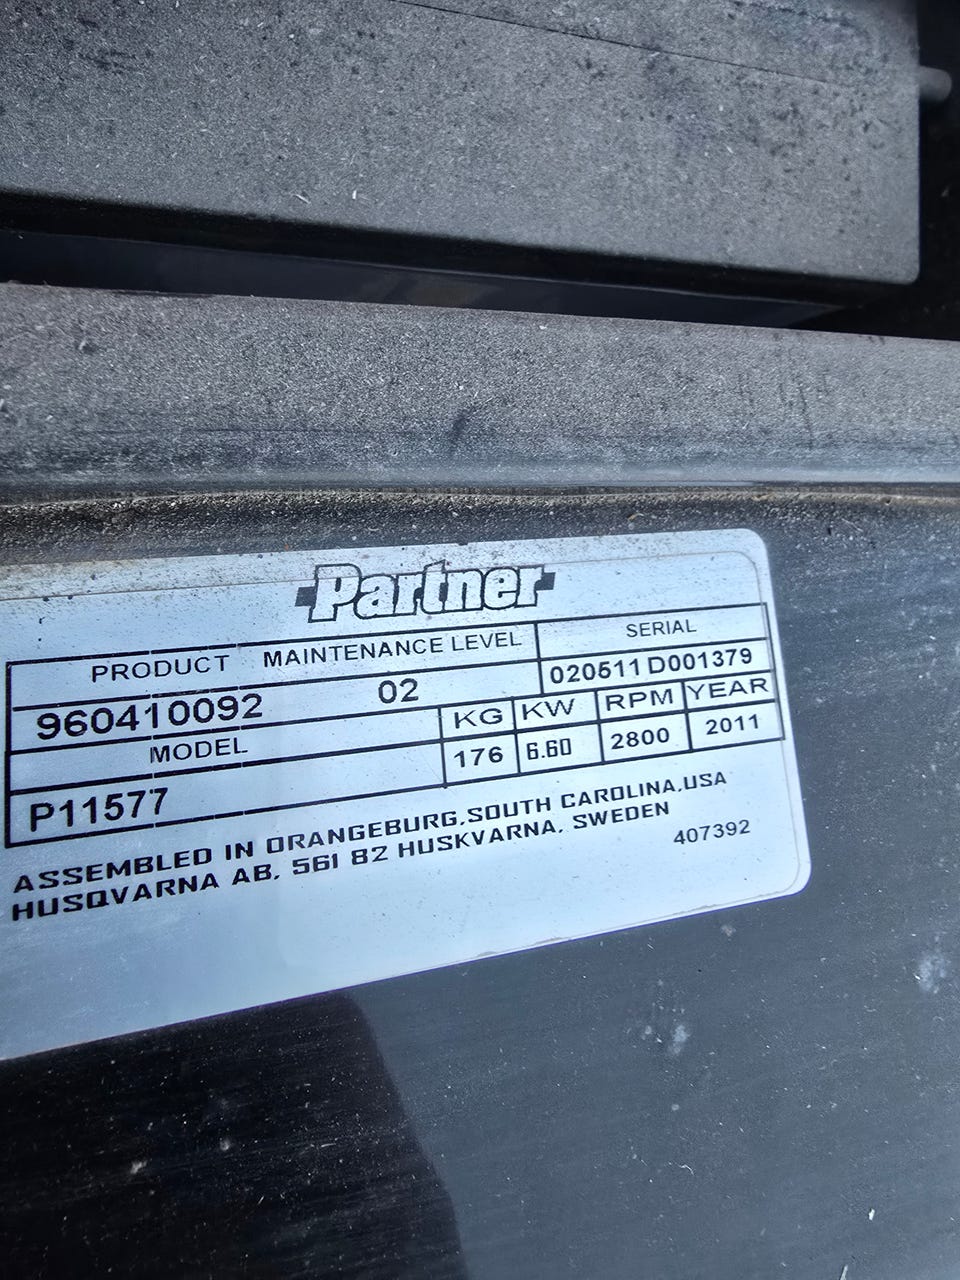 Partner
PRODUCT MAINTENANCE LEVEL SERIAL
960410092 02 020511D001379
MODEL KG KW RPM YEAR
P11577 176 6.60 2800 2011
ASSEMBLED IN ORANGEBURG,SOUTH CAROLINA,USA
HUSQVARNA AB, 561 82 HUSKVARNA, SWEDEN
407392